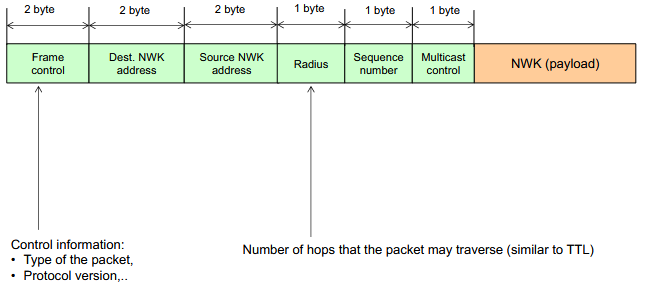 2 byte 2 byte 2 byte 1 byte 1 byte 1 byte
Frame control
Dest. NWK address
Source NWK address
Radius
Sequence number
Multicast control
NWK (payload)
Control information:
• Type of the packet,
• Protocol version,..
Number of hops that the packet may traverse (similar to TTL)